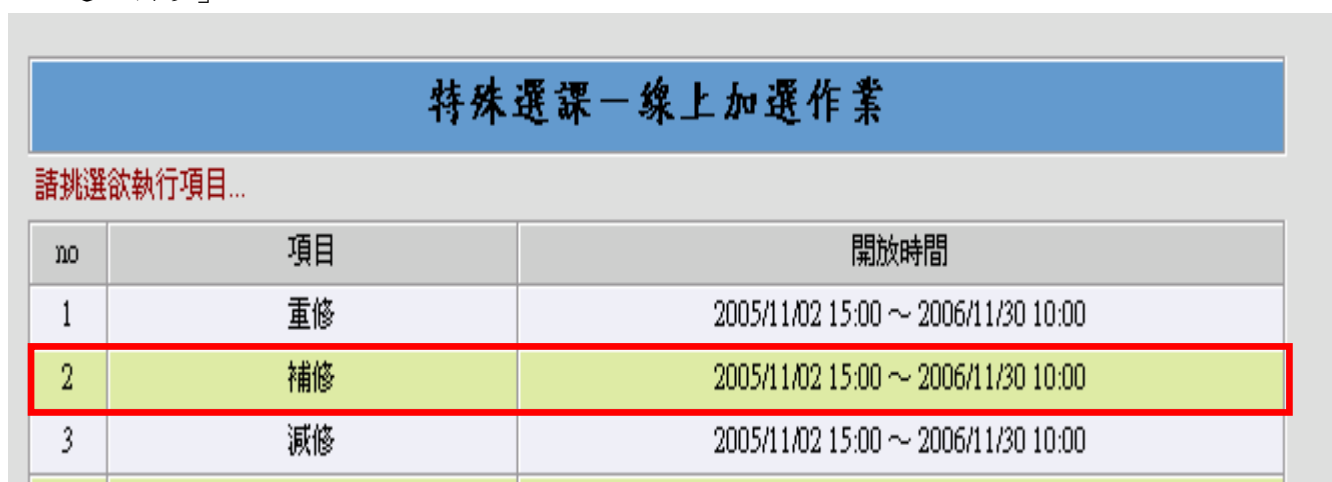 特殊選課－線上加選作業
請挑選欲執行項目...
no 項目 開放時間
1 重修 2005/11/02 15:00 ～ 2006/11/30 10:00
2 補修 2005/11/02 15:00 ～ 2006/11/30 10:00
3 減修 2005/11/02 15:00 ～ 2006/11/30 10:00